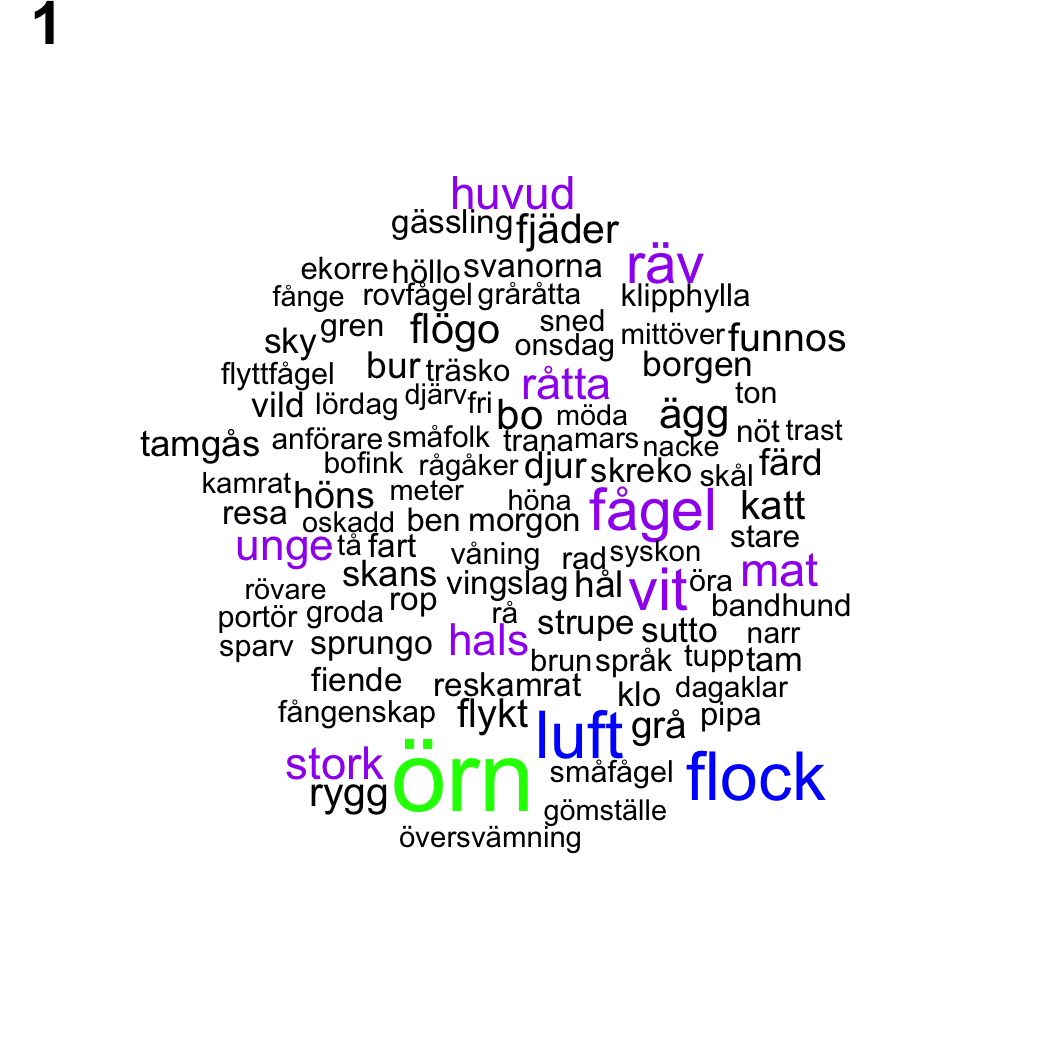 1
huvud
gässling fjäder
ekorre höllo svanorna räv
fånge rovfågel gråråtta klipphylla
sky gren flögo sned mittöver funnos
onsdag
flyttfågel bur träsko råtta borgen
vild lördag djärv fri bo möda ägg ton
tamgås anförare småfolk trana mars nacke nöt trast
bofink rågåker djur skreko skål färd
kamrat höns meter höna fågel katt
resa oskadd ben morgon stare
unge tå fart våning rad syskon
rövare skans vingslag hål vit öra mat
portör groda rop rå bandhund
sparv sprungo hals strupe sutto narr
brun språk tupp tam
fiende reskamrat klo dagaklar
fångenskap flykt luft grå pipa
stork örn småfågel flock
rygg gömställe
översvämning